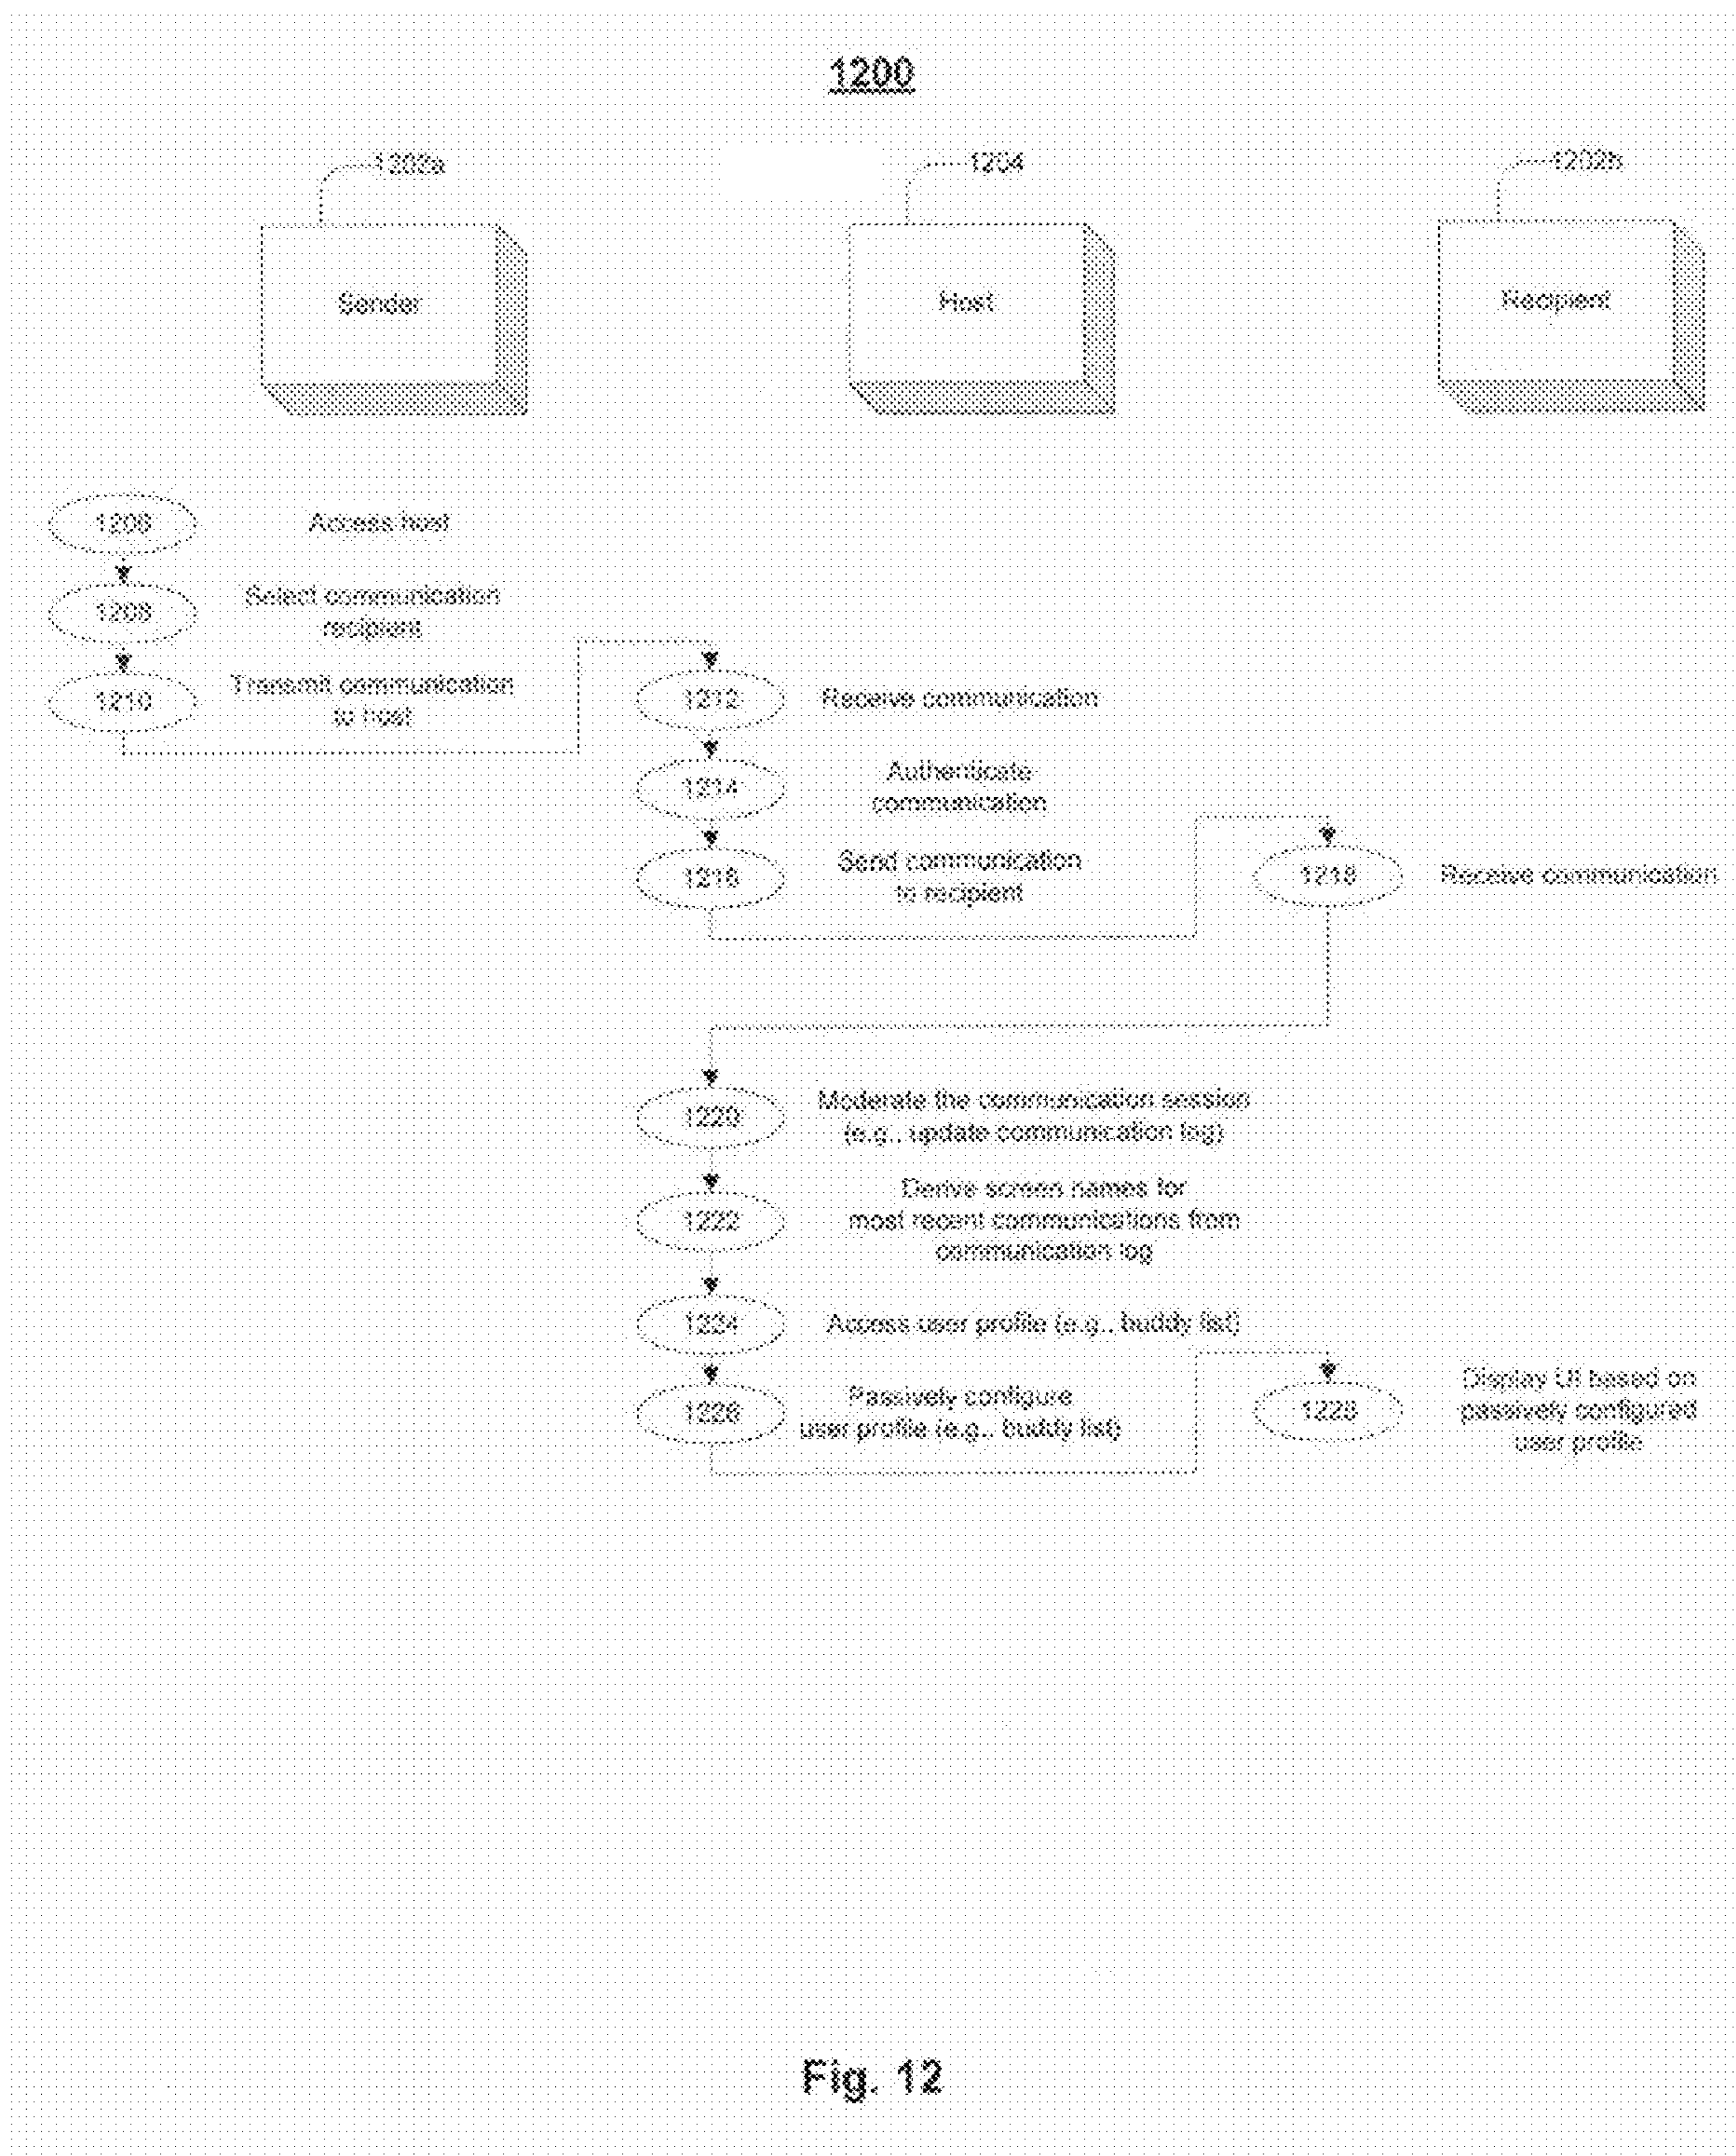 1200
1202a
1204
1202b
Sender
Host
Recipient
1206
Access host
1208
Select communication
recipient
1210
Transmit communication
to host
1212
Receive communication
1214
Authenticate
communication
1216
Send communication
to recipient
1218
Receive communication
1220
Moderate the communication session
(e.g., update communication log)
1222
Derive screen names for
most recent communications from
communication log
1224
Access user profile (e.g., buddy list)
1226
Passively configure
user profile (e.g., buddy list)
1228
Display UI based on
passively configured
user profile
Fig. 12